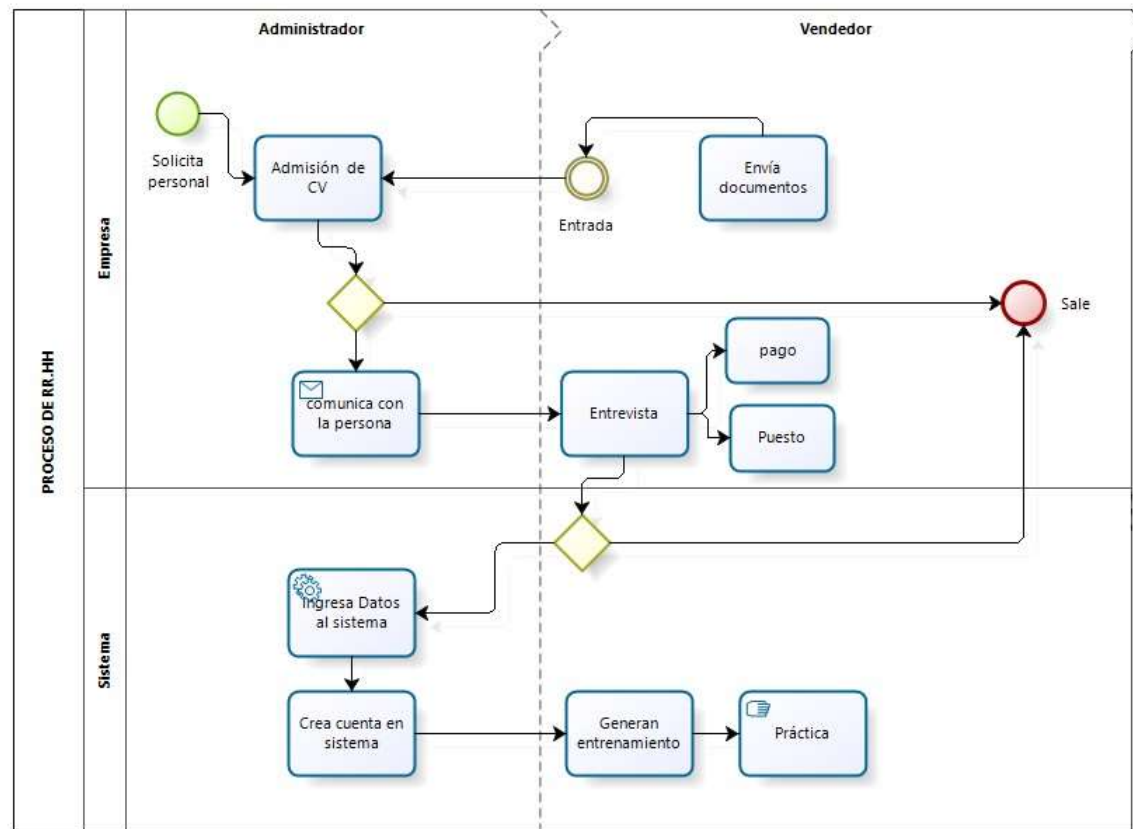 Administrador
Vendedor
PROCESO DE RR.HH
Empresa
Solicita
personal
Admisión de
CV
Entrada
Envía
documentos
Sale
comunica con
la persona
Entrevista
pago
Puesto
Sistema
Ingresa Datos
al sistema
Crea cuenta en
sistema
Generan
entrenamiento
Práctica